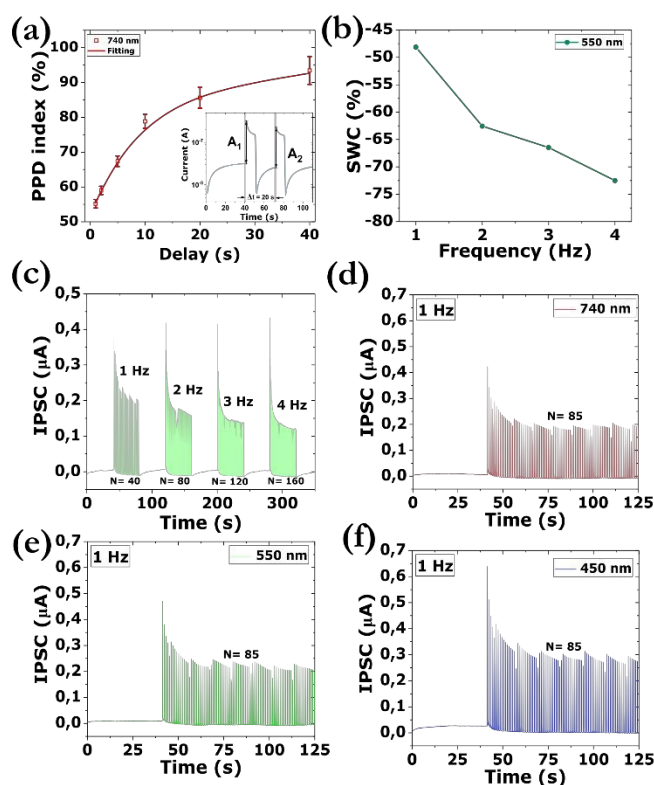 (a)
PPD index (%)
100
90
80
70
60
50
740 nm
Fitting
Current (A)
10⁻⁷
A₁
A₂
Δt = 20 s
0 20 40 60 80 100
Time (s)
0 10 20 30 40
Delay (s)
(b)
SWC (%)
-45
-50
-55
-60
-65
-70
-75
550 nm
1 2 3 4
Frequency (Hz)
(c)
IPSC (μA)
0,5
0,4
0,3
0,2
0,1
0,0
1 Hz
2 Hz
3 Hz
4 Hz
N= 40 N= 80 N= 120 N= 160
0 100 200 300
Time (s)
(d)
IPSC (μA)
0,7
0,6
0,5
0,4
0,3
0,2
0,1
0,0
1 Hz
740 nm
N= 85
0 25 50 75 100 125
Time (s)
(e)
IPSC (μA)
0,7
0,6
0,5
0,4
0,3
0,2
0,1
0,0
1 Hz
550 nm
N= 85
0 25 50 75 100 125
Time (s)
(f)
IPSC (μA)
0,7
0,6
0,5
0,4
0,3
0,2
0,1
0,0
1 Hz
450 nm
N= 85
0 25 50 75 100 125
Time (s)